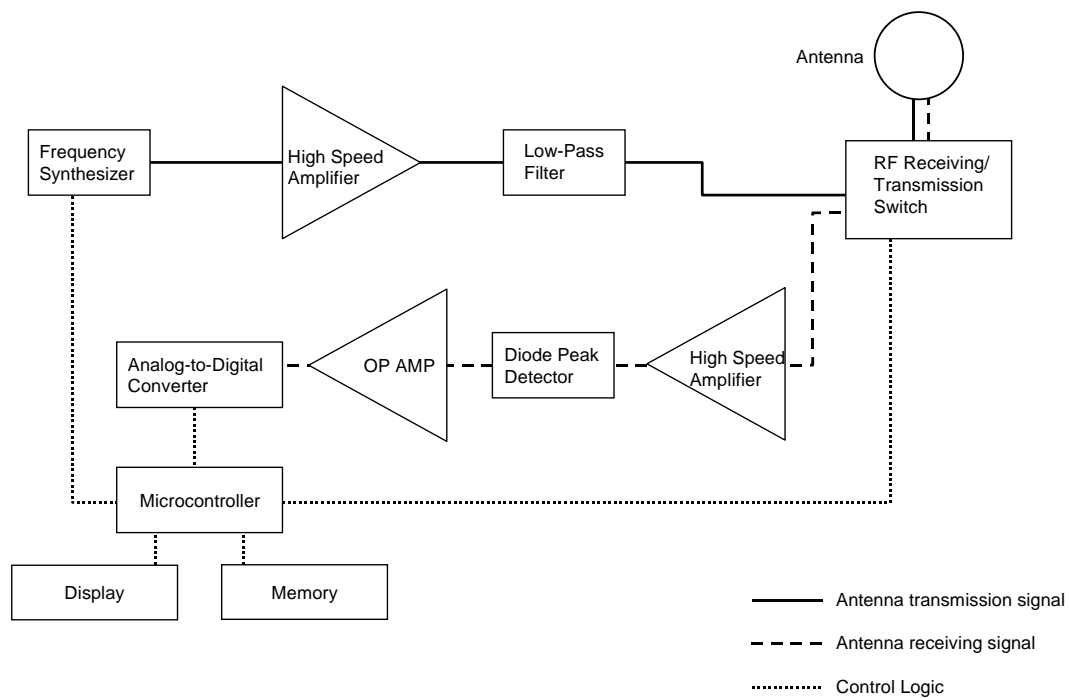 Antenna
Frequency
Synthesizer
High Speed
Amplifier
Low-Pass
Filter
RF Receiving/
Transmission
Switch
Analog-to-Digital
Converter
OP AMP
Diode Peak
Detector
High Speed
Amplifier
Microcontroller
Display
Memory
Antenna transmission signal
Antenna receiving signal
Control Logic